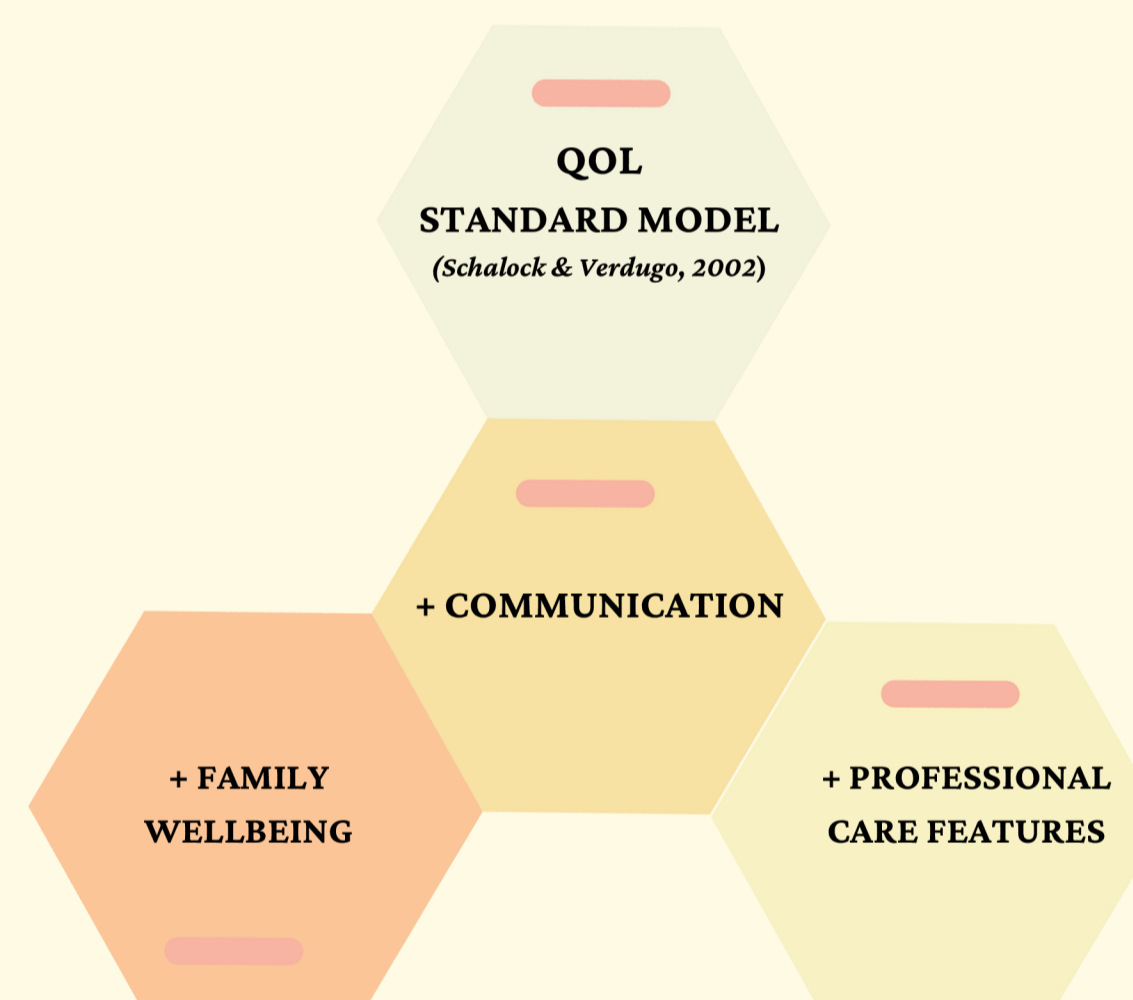 QOL
STANDARD MODEL
(Schalock & Verdugo, 2002)
+ COMMUNICATION
+ FAMILY
WELLBEING
+ PROFESSIONAL
CARE FEATURES